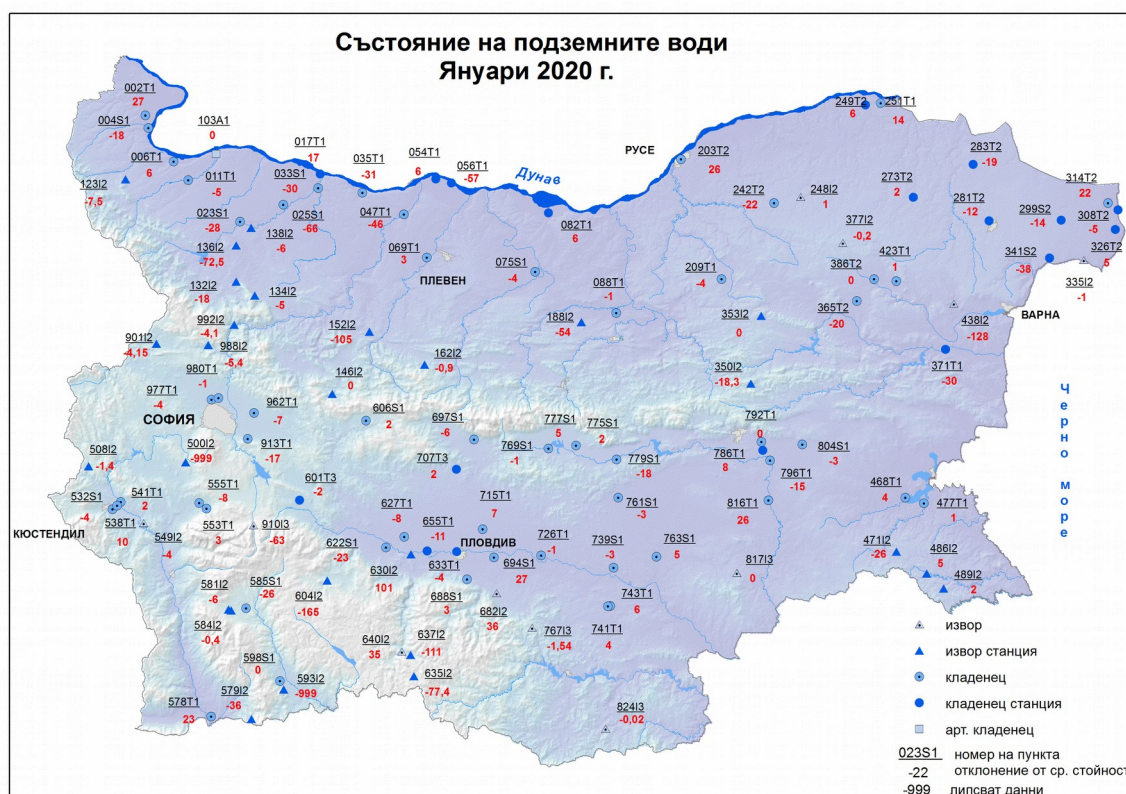 Състояние на подземните води
Януари 2020 г.
002T1
27
004S1
-18
103A1
0
006T1
6
011T1
-5
017T1
17
033S1
-30
035T1
-31
054T1
6
056T1
-57
Дунав
РУСЕ
203T2
26
249T2
6
251T1
14
283T2
-19
123I2
-7,5
023S1
-28
025S1
-66
138I2
-6
047T1
-46
082T1
6
242T2
-22
248I2
1
273T2
2
281T2
-12
299S2
-14
314T2
22
308T2
-5
326T2
5
136I2
-72,5
069T1
3
ПЛЕВЕН
075S1
-4
088T1
-1
209T1
-4
377I2
-0,2
386T2
0
423T1
1
341S2
-38
335I2
-1
132I2
-18
134I2
-5
992I2
-4,1
152I2
-105
188I2
-54
353I2
0
365T2
-20
438I2
-128
ВАРНА
901I2
-4,15
988I2
-5,4
162I2
-0,9
350I2
-18,3
371T1
-30
980T1
-1
977T1
-4
146I2
0
СОФИЯ
962T1
-7
606S1
2
697S1
-6
777S1
5
775S1
2
792T1
0
Черно море
508I2
-1,4
500I2
-999
913T1
-17
707T3
2
769S1
-1
779S1
-18
786T1
8
804S1
-3
796T1
-15
532S1
-4
541T1
2
555T1
-8
601T3
-2
627T1
-8
715T1
7
761S1
-3
816T1
26
468T1
4
477T1
1
КЮСТЕНДИЛ
538T1
10
549I2
-4
553T1
3
910I3
-63
622S1
-23
655T1
-11
ПЛОВДИВ
726T1
-1
739S1
-3
763S1
5
471I2
-26
486I2
5
581I2
-6
585S1
-26
604I2
-165
630I2
101
633T1
-4
694S1
27
817I3
0
489I2
2
584I2
-0,4
688S1
3
682I2
36
743T1
6
741T1
4
767I3
-1,54
598S1
0
640I2
35
637I2
-111
635I2
-77,4
578T1
23
579I2
-36
593I2
-999
824I3
-0,02
извор
извор станция
кладенец
кладенец станция
арт. кладенец
023S1 номер на пункта
-22 отклонение от ср. стойност
-999 липсват данни